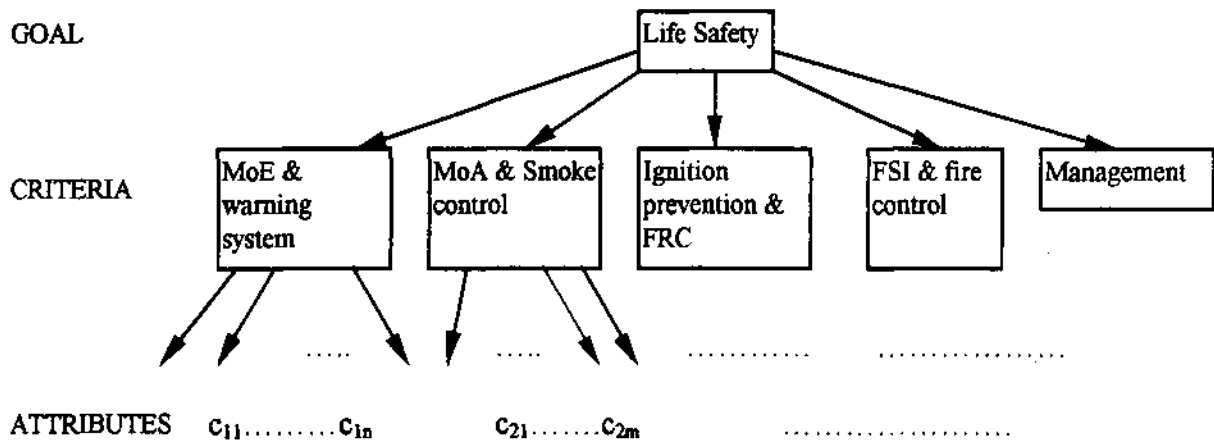 GOAL
Life Safety
CRITERIA
MoE &
warning
system
MoA & Smoke
control
Ignition
prevention &
FRC
FSI & fire
control
Management
..... ..... ............. ....................
ATTRIBUTES c₁₁.........c₁ₙ c₂₁.......c₂ₘ .....................